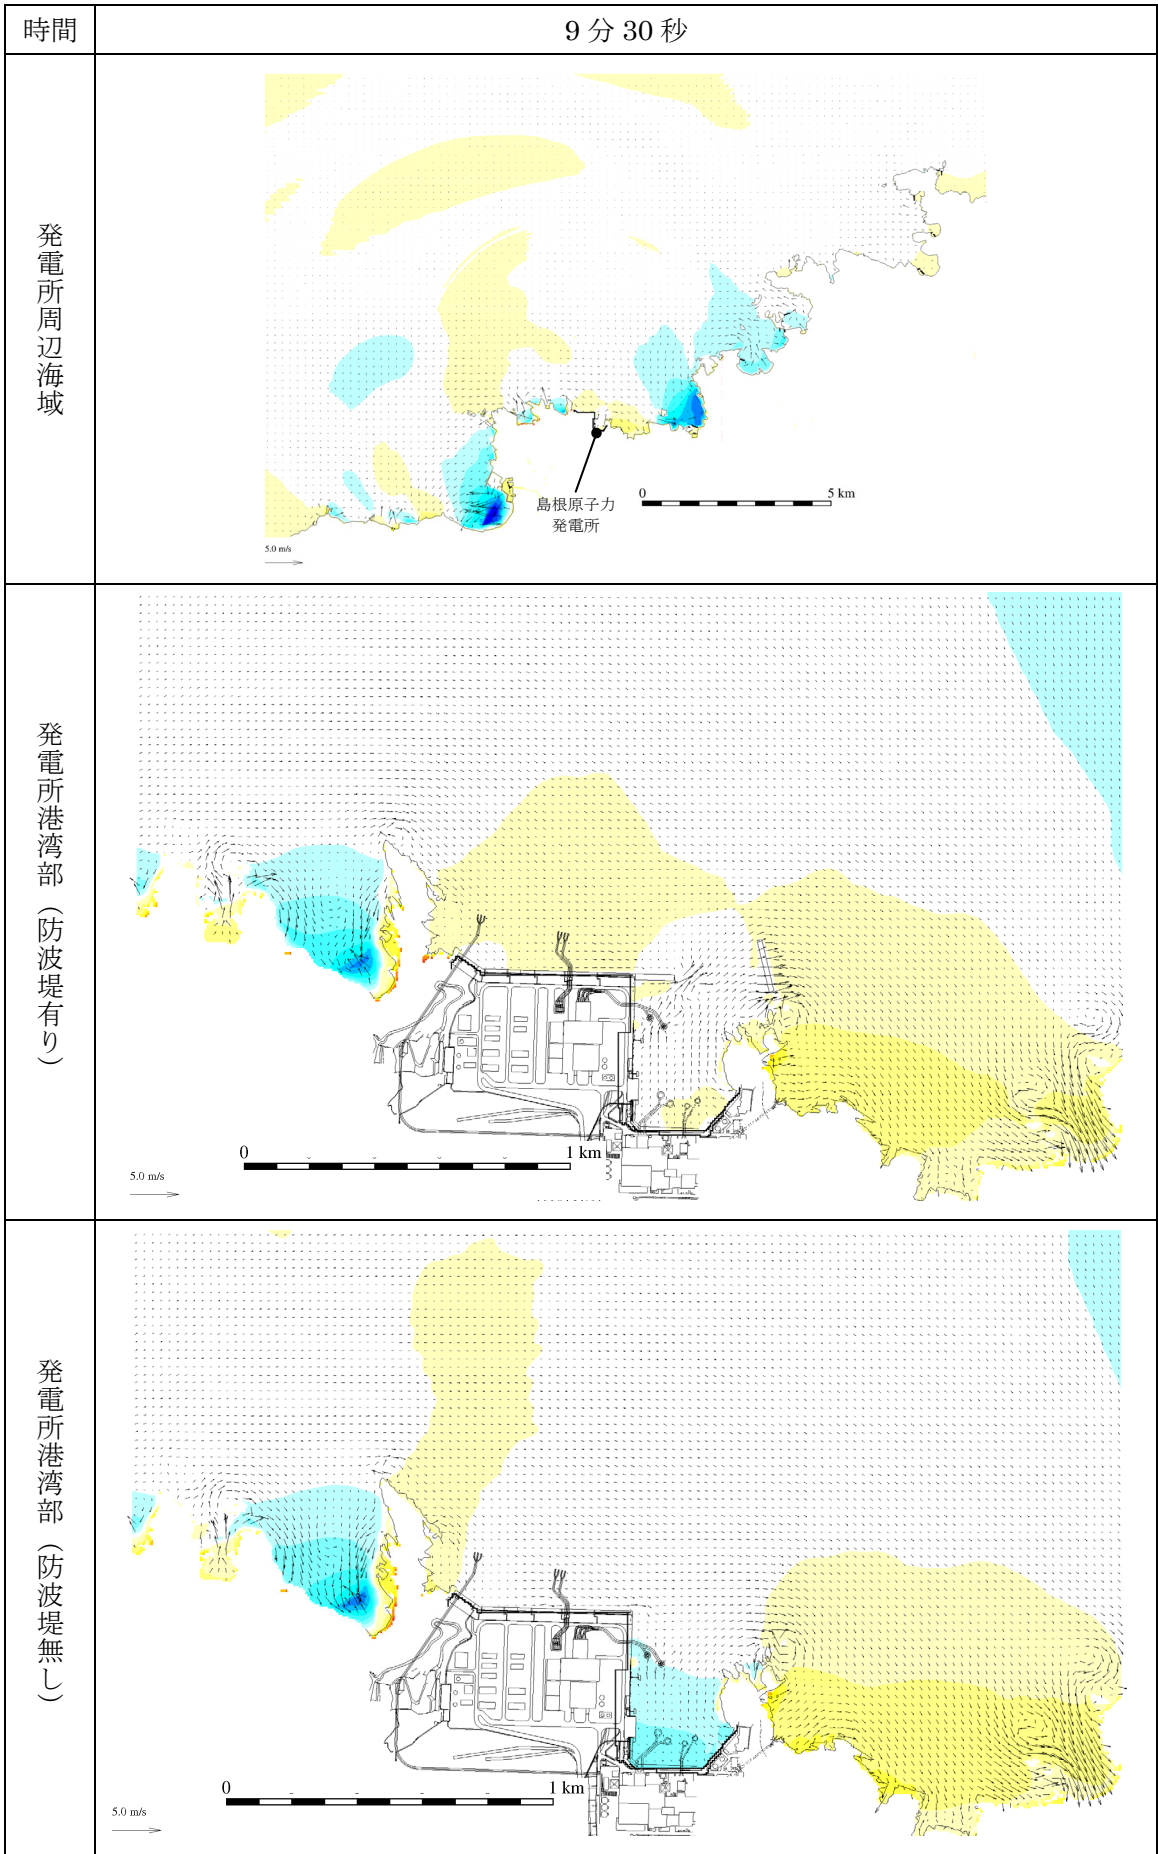 時間
9分30秒
発電所周辺海域
島根原子力
発電所
0
5 km
5.0 m/s
発電所港湾部（防波堤有り）
0
1 km
5.0 m/s
発電所港湾部（防波堤無し）
0
1 km
5.0 m/s